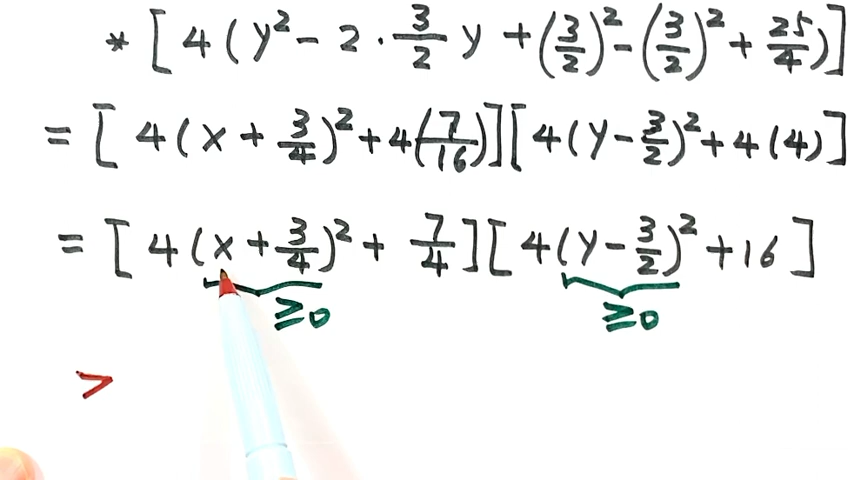 * [ 4 ( y² - 2 · 3/2 y + (3/2)² - (3/2)² + 25/4 ) ]
= [ 4 ( x + 3/4 )² + 4 (7/16) ] [ 4 ( y - 3/2 )² + 4 (4) ]
= [ 4 ( x + 3/4 )² + 7/4 ] [ 4 ( y - 3/2 )² + 16 ]
≥0 ≥0
>